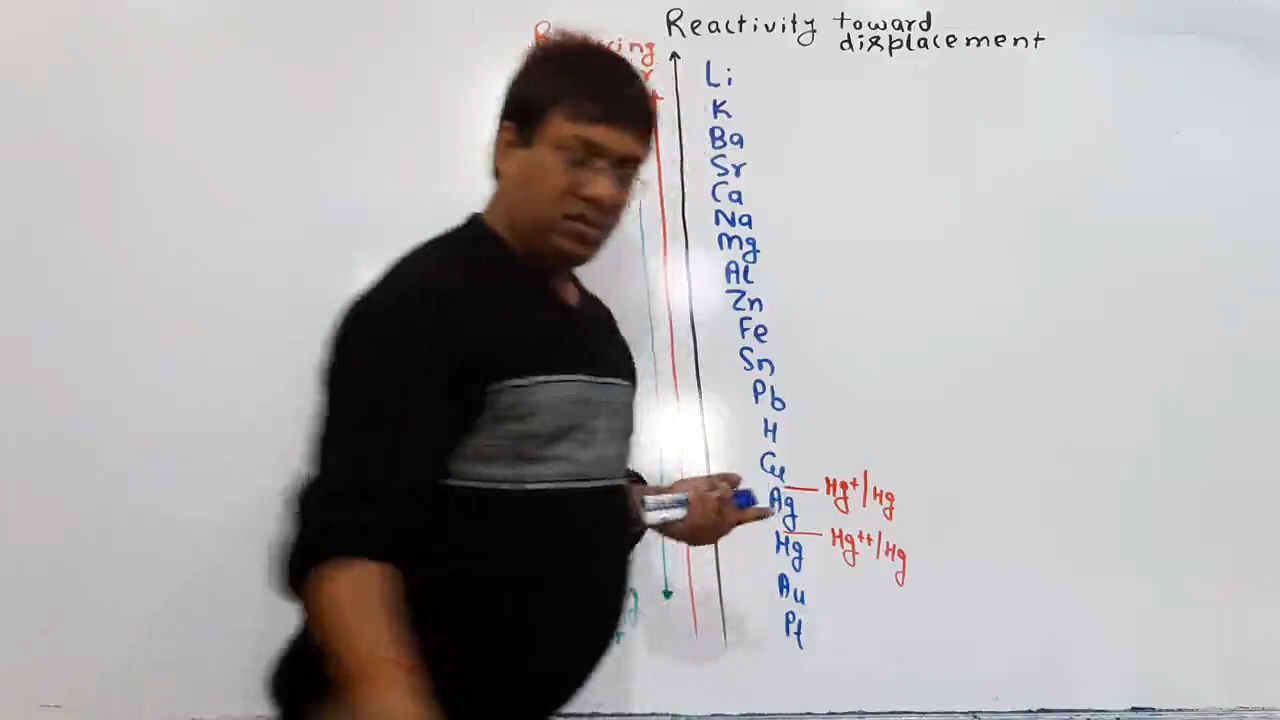 Reactivity toward
displacement
Li
K
Ba
Sr
Ca
Na
Mg
Al
Zn
Fe
Sn
Pb
H
Cu
Ag
Hg⁺/Hg
Hg
Hg⁺⁺/Hg
Au
Pt